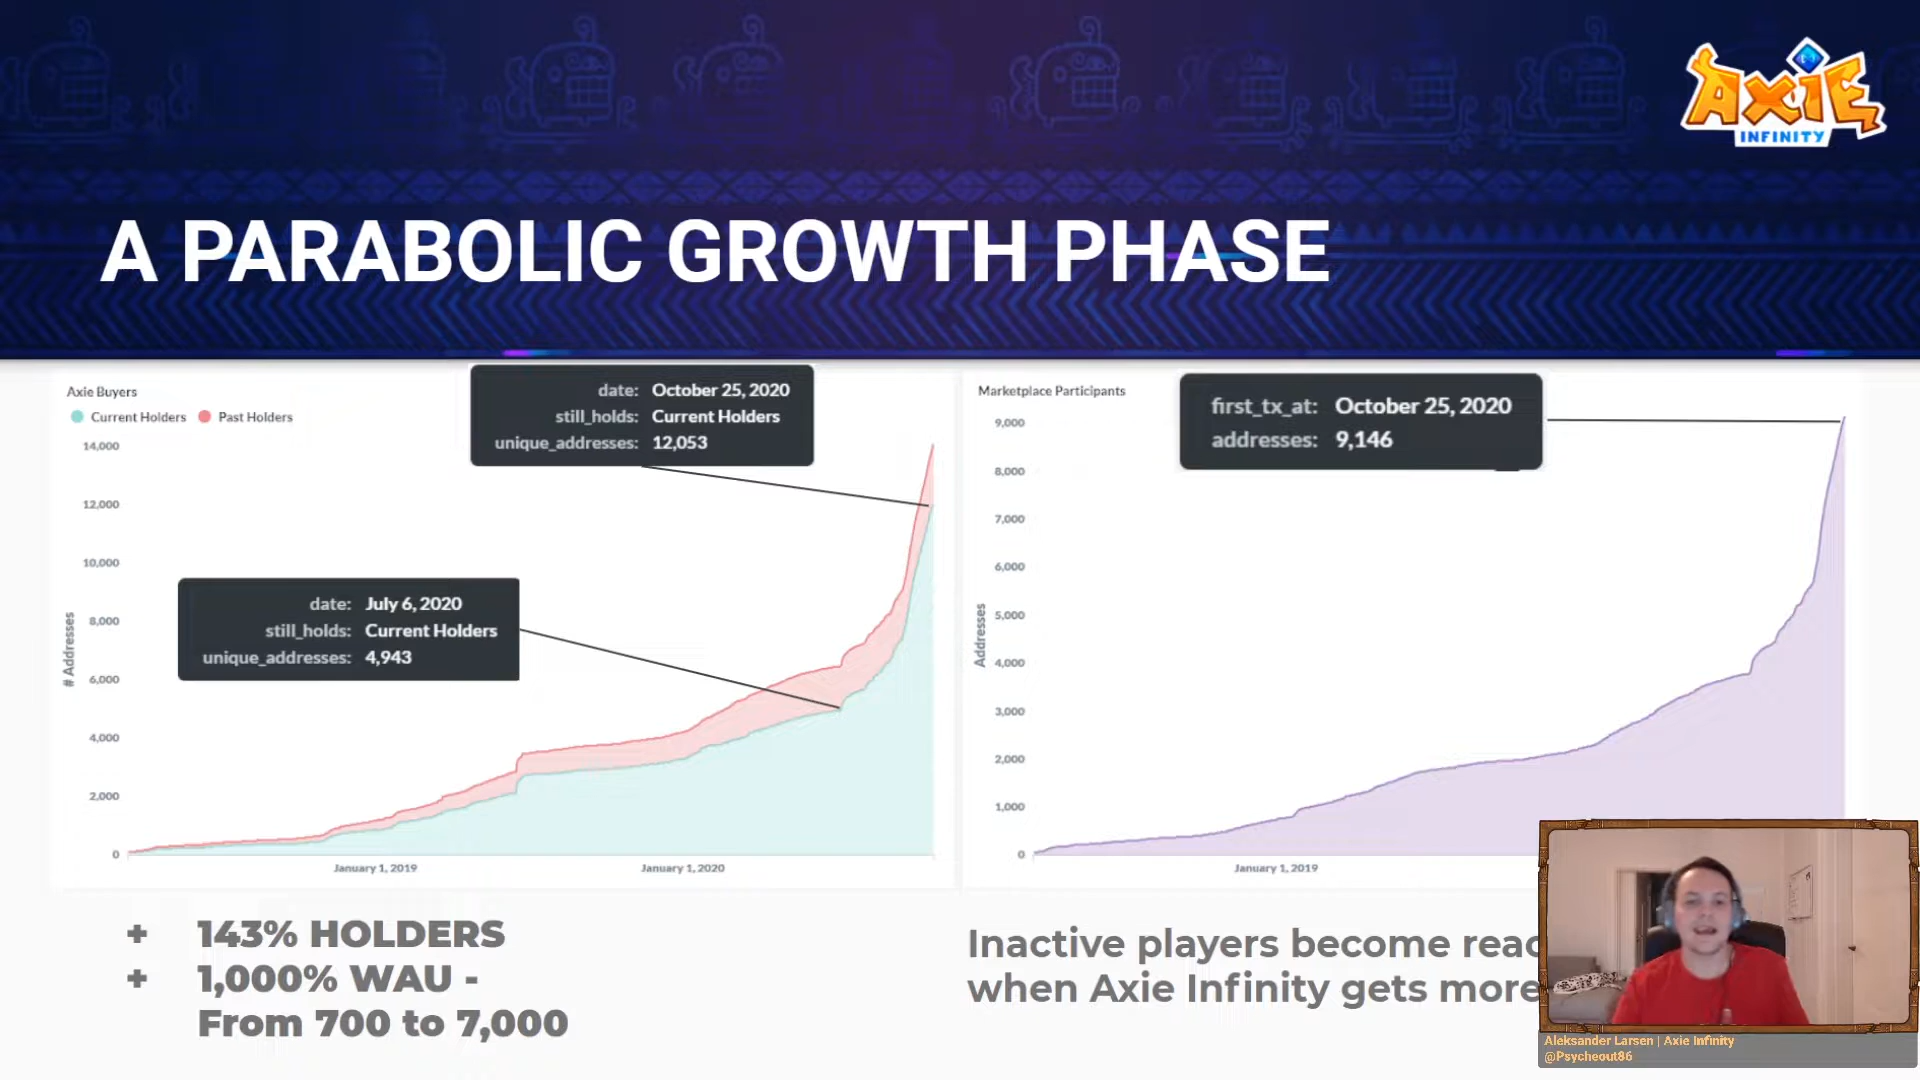 AXIE
INFINITY
A PARABOLIC GROWTH PHASE
Axie Buyers
Current Holders Past Holders
date: October 25, 2020
still_holds: Current Holders
unique_addresses: 12,053
date: July 6, 2020
still_holds: Current Holders
unique_addresses: 4,943
# Addresses
14,000
12,000
10,000
8,000
6,000
4,000
2,000
0
January 1, 2019
January 1, 2020
Marketplace Participants
first_tx_at: October 25, 2020
addresses: 9,146
Addresses
9,000
8,000
7,000
6,000
5,000
4,000
3,000
2,000
1,000
0
January 1, 2019
+ 143% HOLDERS
+ 1,000% WAU -
From 700 to 7,000
Inactive players become
when Axie Infinity gets more
Aleksander Larsen | Axie Infinity
@Psycheout86